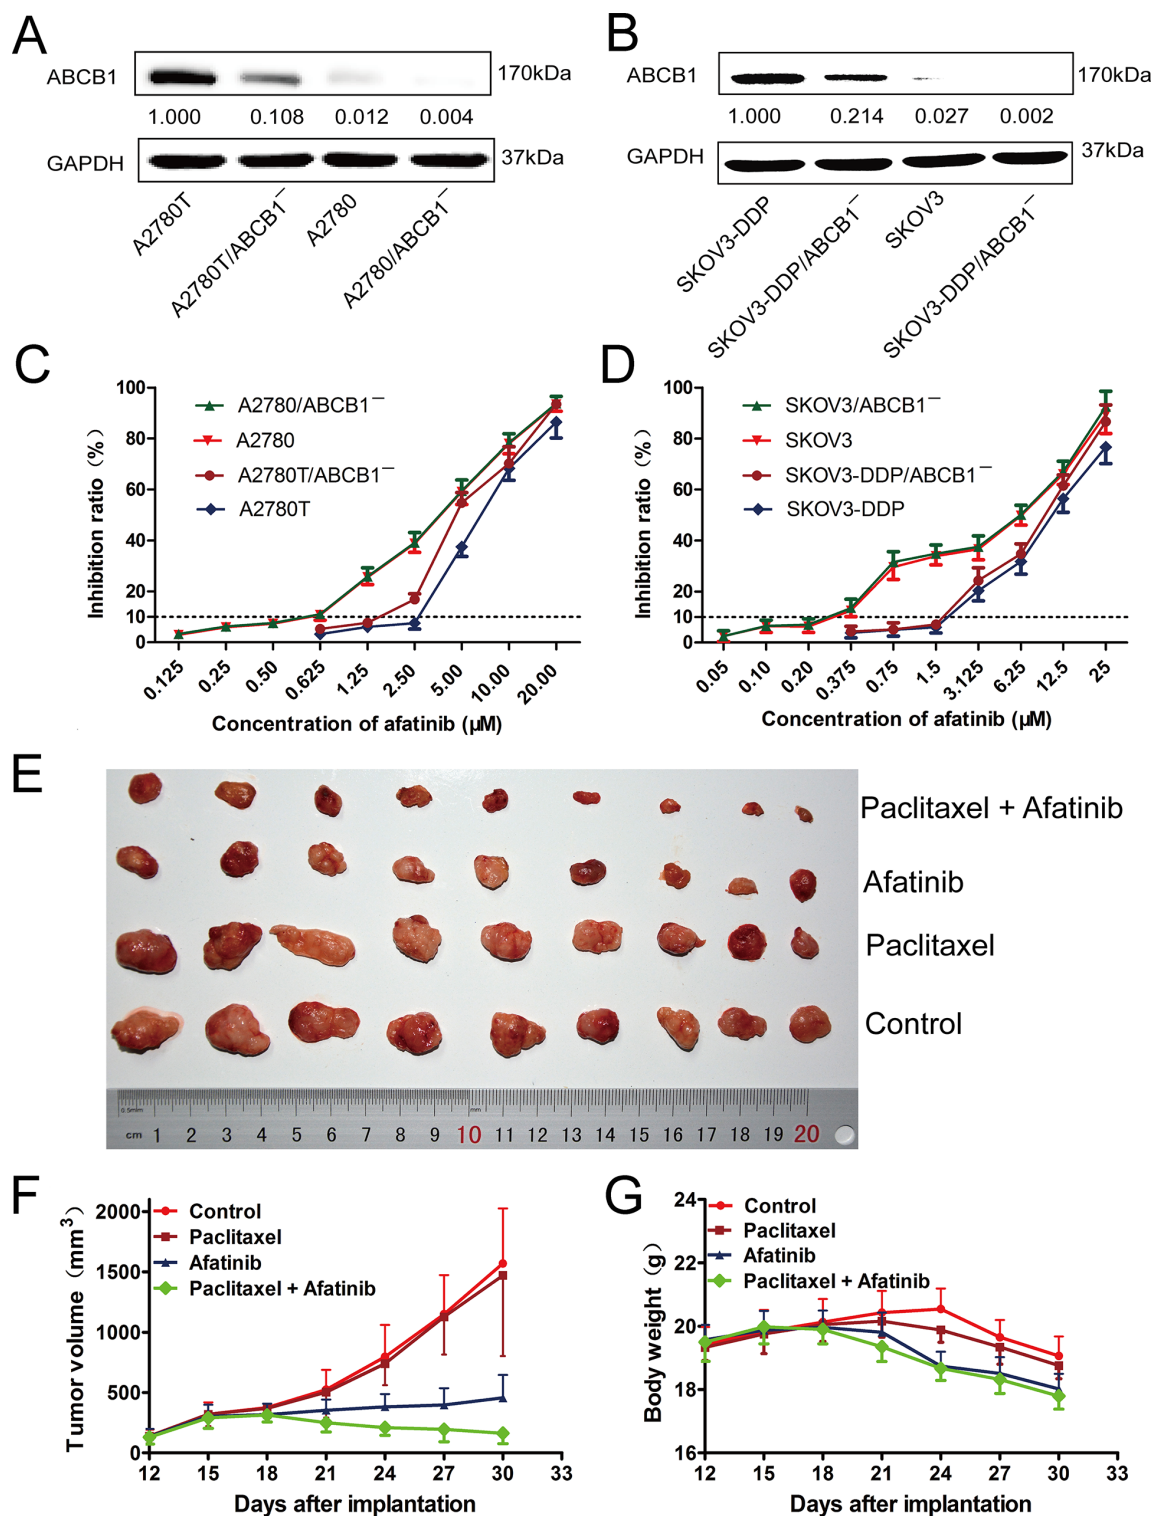 A
ABCB1
170kDa
1.000 0.108 0.012 0.004
GAPDH
37kDa
A2780T
A2780T/ABCB1⁻
A2780
A2780/ABCB1⁻
B
ABCB1
170kDa
1.000 0.214 0.027 0.002
GAPDH
37kDa
SKOV3-DDP
SKOV3-DDP/ABCB1⁻
SKOV3
SKOV3-DDP/ABCB1⁻
C
Inhibition ratio (%)
100
80
60
40
20
10
0
A2780/ABCB1⁻
A2780
A2780T/ABCB1⁻
A2780T
0.125 0.25 0.50 0.625 1.25 2.50 5.00 10.00 20.00
Concentration of afatinib (μM)
D
Inhibition ratio (%)
100
80
60
40
20
10
0
SKOV3/ABCB1⁻
SKOV3
SKOV3-DDP/ABCB1⁻
SKOV3-DDP
0.05 0.10 0.20 0.375 0.75 1.5 3.125 6.25 12.5 25
Concentration of afatinib (μM)
E
Paclitaxel + Afatinib
Afatinib
Paclitaxel
Control
0.5mm mm
cm 1 2 3 4 5 6 7 8 9 10 11 12 13 14 15 16 17 18 19 20
F
Tumor volume (mm³)
2000
1500
1000
500
0
Control
Paclitaxel
Afatinib
Paclitaxel + Afatinib
12 15 18 21 24 27 30 33
Days after implantation
G
Body weight (g)
24
22
20
18
16
Control
Paclitaxel
Afatinib
Paclitaxel + Afatinib
12 15 18 21 24 27 30 33
Days after implantation